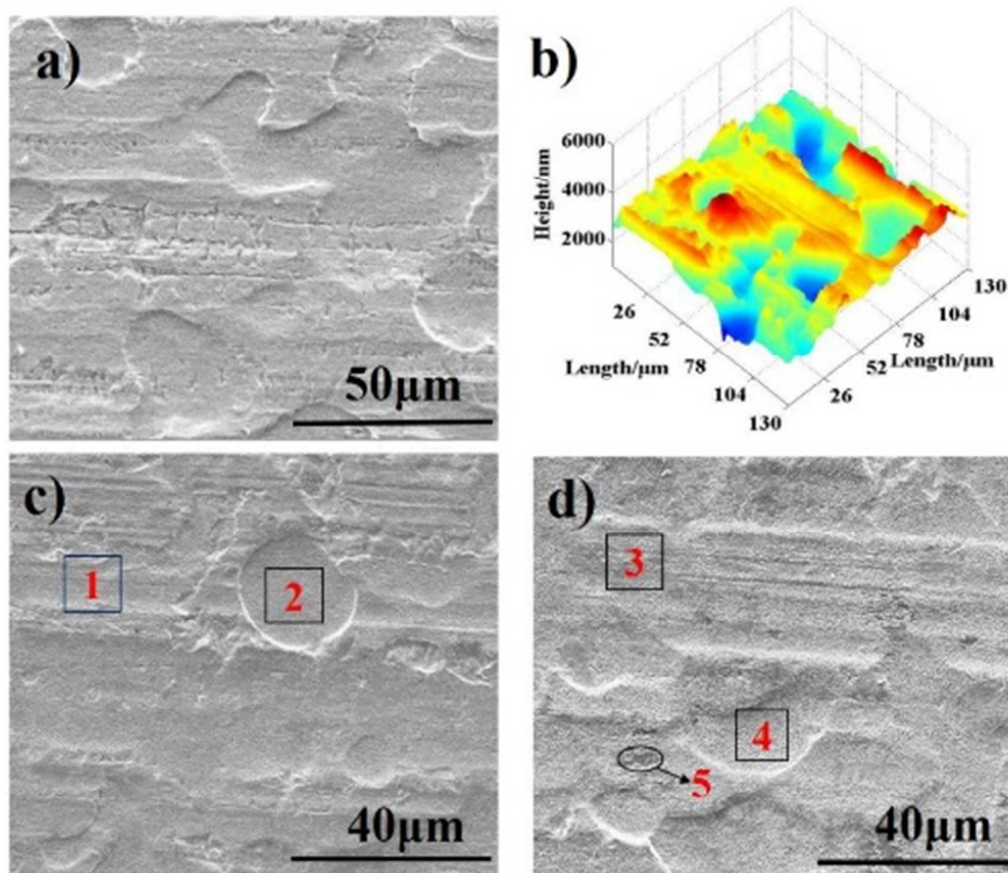 a)
50μm
b)
6000
4000
2000
Height/nm
26
52
78
104
130
Length/μm
26
52
78
104
130
Length/μm
c)
1
2
40μm
d)
3
4
5
40μm